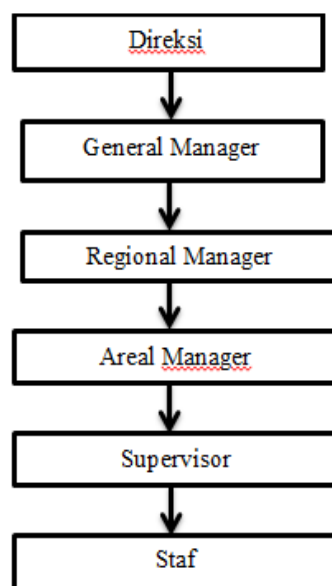 Direksi
General Manager
Regional Manager
Areal Manager
Supervisor
Staf